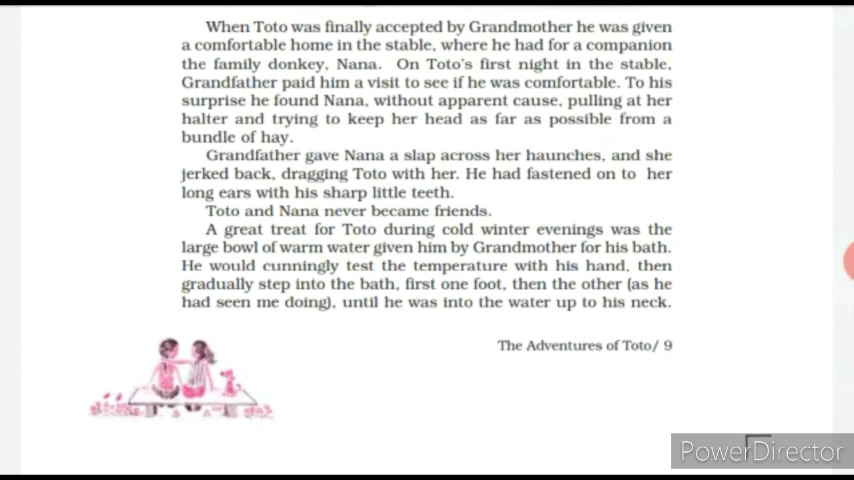 When Toto was finally accepted by Grandmother he was given
a comfortable home in the stable, where he had for a companion
the family donkey, Nana. On Toto's first night in the stable,
Grandfather paid him a visit to see if he was comfortable. To his
surprise he found Nana, without apparent cause, pulling at her
halter and trying to keep her head as far as possible from a
bundle of hay.
Grandfather gave Nana a slap across her haunches, and she
jerked back, dragging Toto with her. He had fastened on to her
long ears with his sharp little teeth.
Toto and Nana never became friends.
A great treat for Toto during cold winter evenings was the
large bowl of warm water given him by Grandmother for his bath.
He would cunningly test the temperature with his hand, then
gradually step into the bath, first one foot, then the other (as he
had seen me doing), until he was into the water up to his neck.
The Adventures of Toto/ 9
PowerDirector